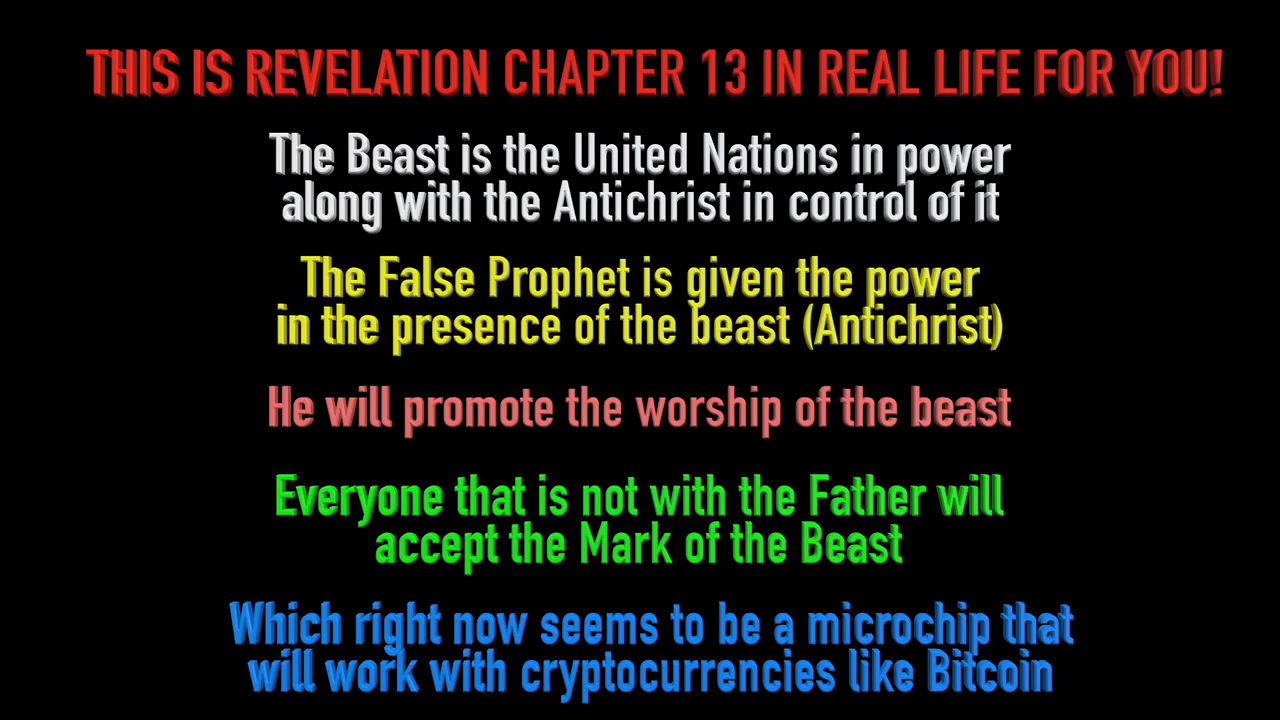 THIS IS REVELATION CHAPTER 13 IN REAL LIFE FOR YOU!
The Beast is the United Nations in power
along with the Antichrist in control of it
The False Prophet is given the power
in the presence of the beast (Antichrist)
He will promote the worship of the beast
Everyone that is not with the Father will
accept the Mark of the Beast
Which right now seems to be a microchip that
will work with cryptocurrencies like Bitcoin